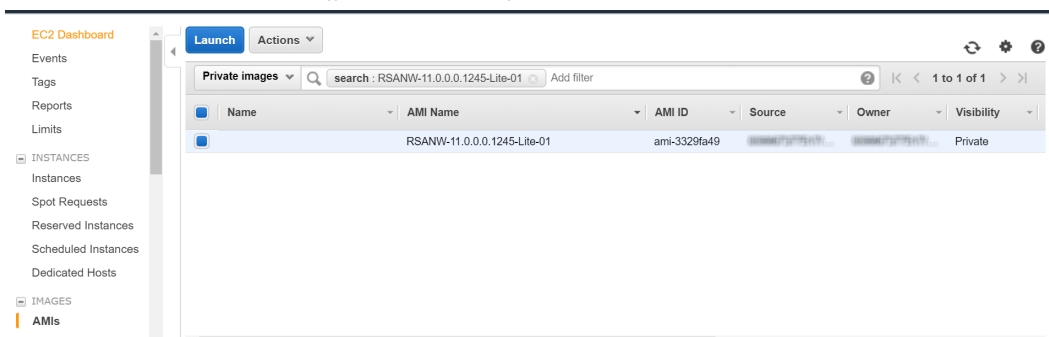 EC2 Dashboard
Events
Tags
Reports
Limits
INSTANCES
Instances
Spot Requests
Reserved Instances
Scheduled Instances
Dedicated Hosts
IMAGES
AMIs
Launch Actions
Private images search : RSANW-11.0.0.0.1245-Lite-01 Add filter 1 to 1 of 1
Name AMI Name AMI ID Source Owner Visibility
RSANW-11.0.0.0.1245-Lite-01 ami-3329fa49 Private